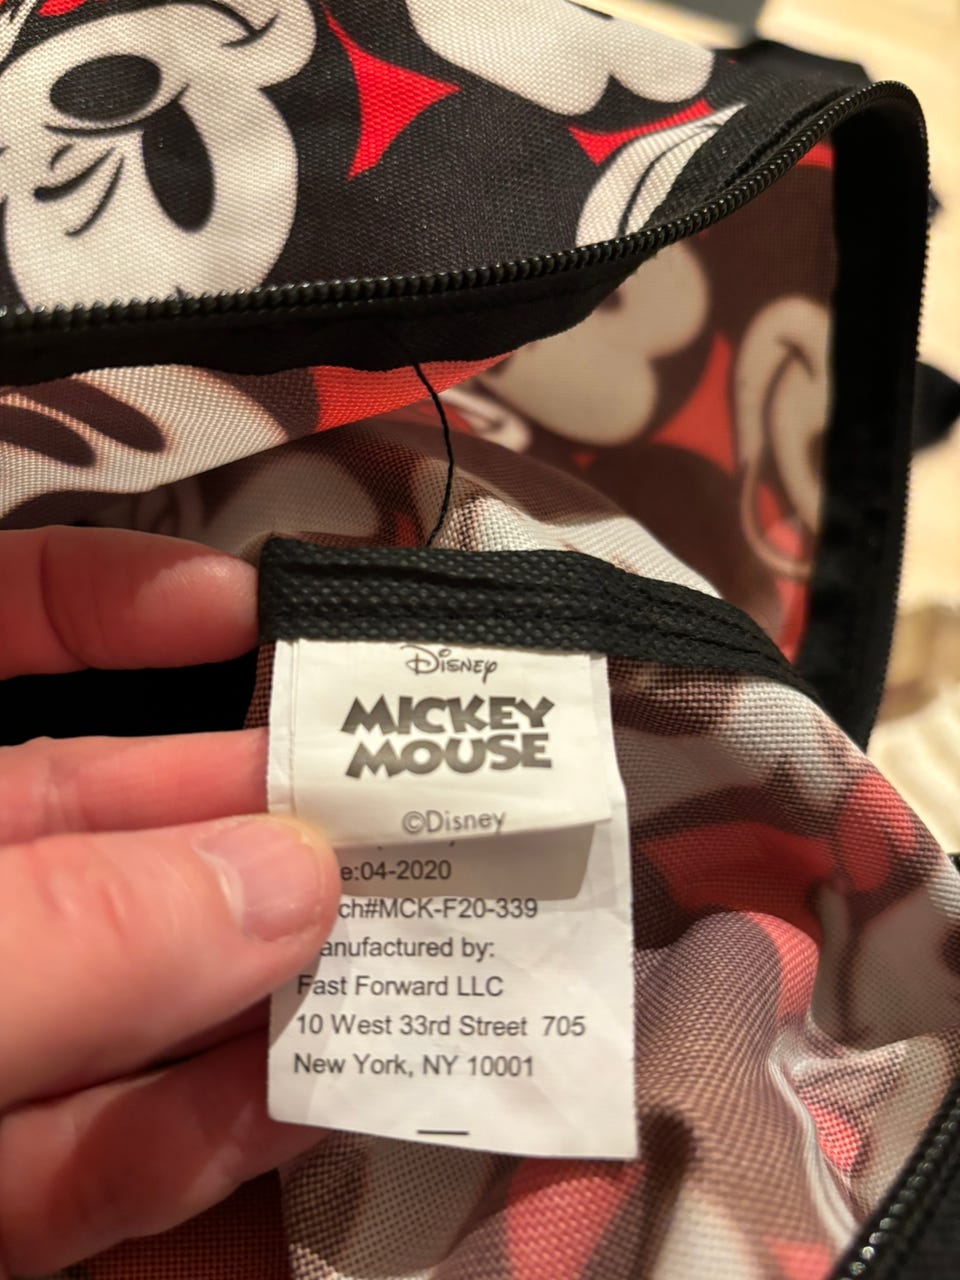 Disney
MICKEY
MOUSE
©Disney
e:04-2020
ch#MCK-F20-339
anufactured by:
Fast Forward LLC
10 West 33rd Street 705
New York, NY 10001